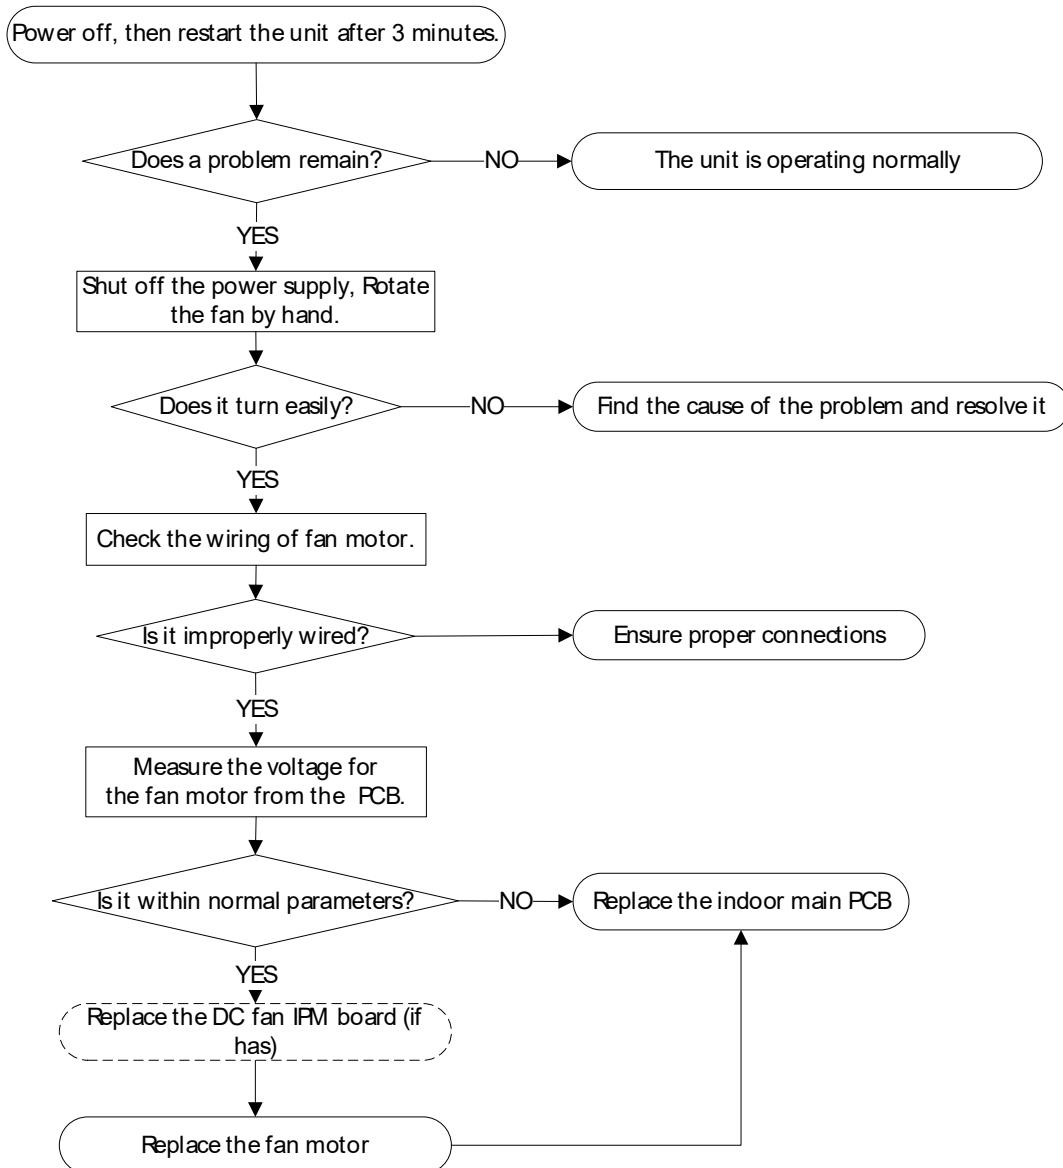 Power off, then restart the unit after 3 minutes.
Does a problem remain?
NO
The unit is operating normally
YES
Shut off the power supply, Rotate
the fan by hand.
Does it turn easily?
NO
Find the cause of the problem and resolve it
YES
Check the wiring of fan motor.
Is it improperly wired?
Ensure proper connections
YES
Measure the voltage for
the fan motor from the PCB.
Is it within normal parameters?
NO
Replace the indoor main PCB
YES
Replace the DC fan IPM board (if
has)
Replace the fan motor